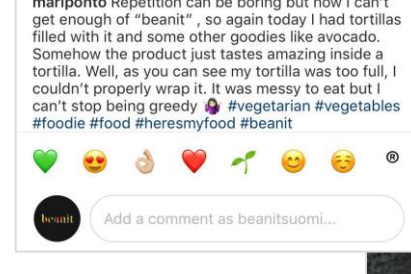 mariponto Repetition can be boring but now I can't
get enough of "beanit" , so again today I had tortillas
filled with it and some other goodies like avocado.
Somehow the product just tastes amazing inside a
tortilla. Well, as you can see my tortilla was too full, I
couldn't properly wrap it. It was messy to eat but I
can't stop being greedy 🤷🏻‍♀️ #vegetarian #vegetables
#foodie #food #heresmyfood #beanit
💚 😍 👌🏼 ❤️ 🌱 😊 ☺️ ®
beanit
Add a comment as beanitsuomi...